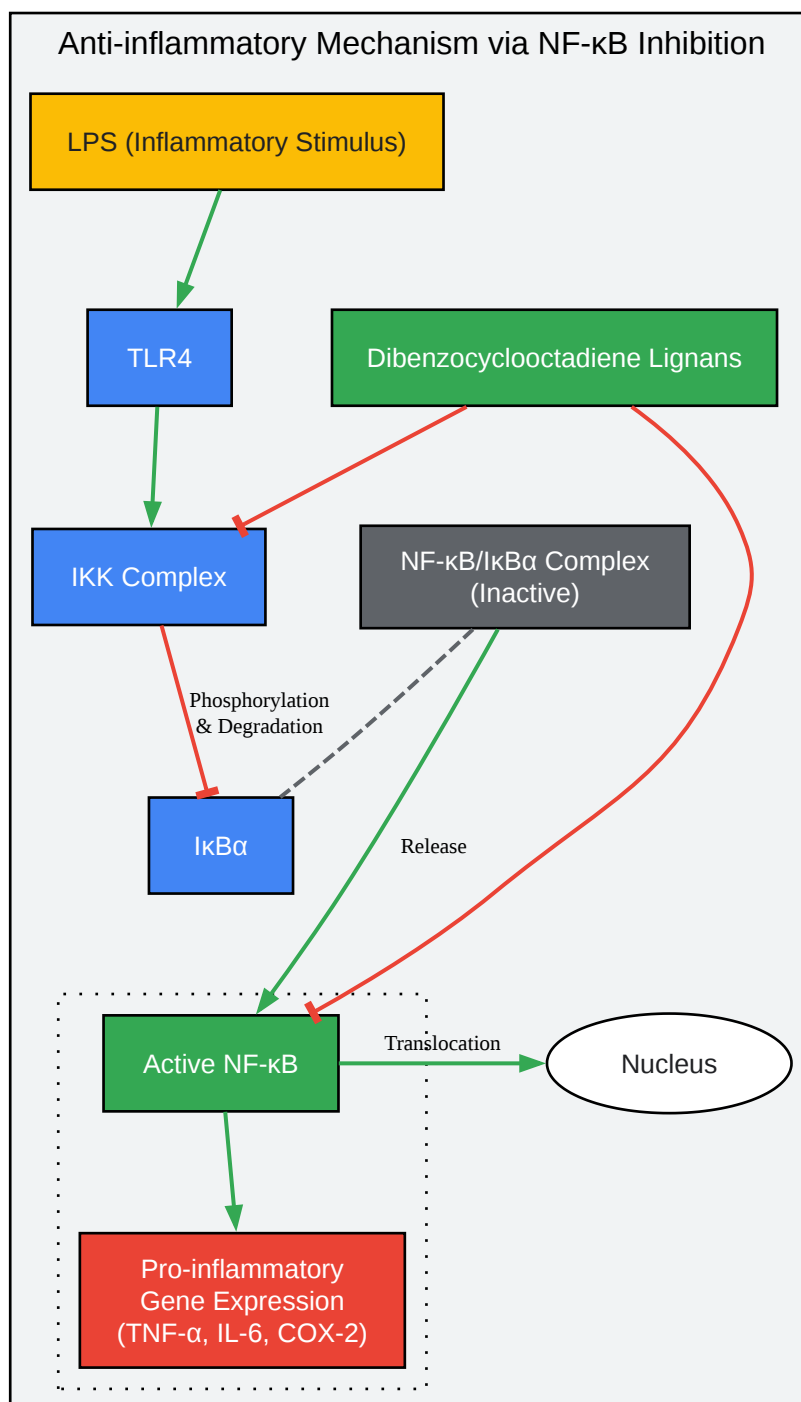 Anti-inflammatory Mechanism via NF-κB Inhibition
LPS (Inflammatory Stimulus)
TLR4
Dibenzocyclooctadiene Lignans
IKK Complex
NF-κB/IκBα Complex
(Inactive)
Phosphorylation
& Degradation
IκBα
Release
Active NF-κB
Translocation
Nucleus
Pro-inflammatory
Gene Expression
(TNF-α, IL-6, COX-2)